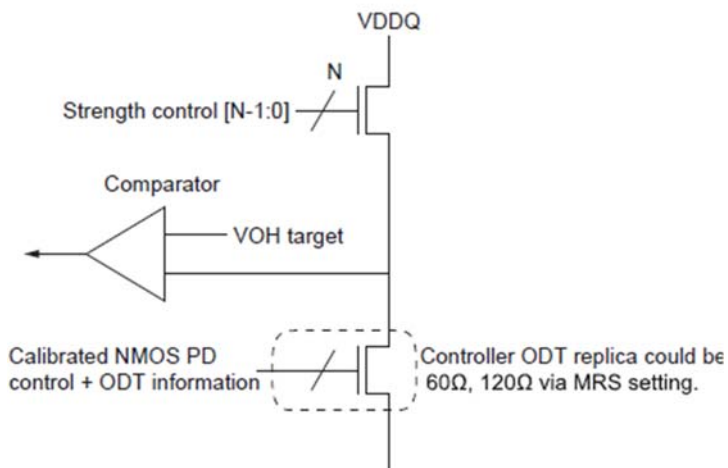 VDDQ
N
Strength control [N-1:0]
Comparator
VOH target
Calibrated NMOS PD
control + ODT information
Controller ODT replica could be
60Ω, 120Ω via MRS setting.